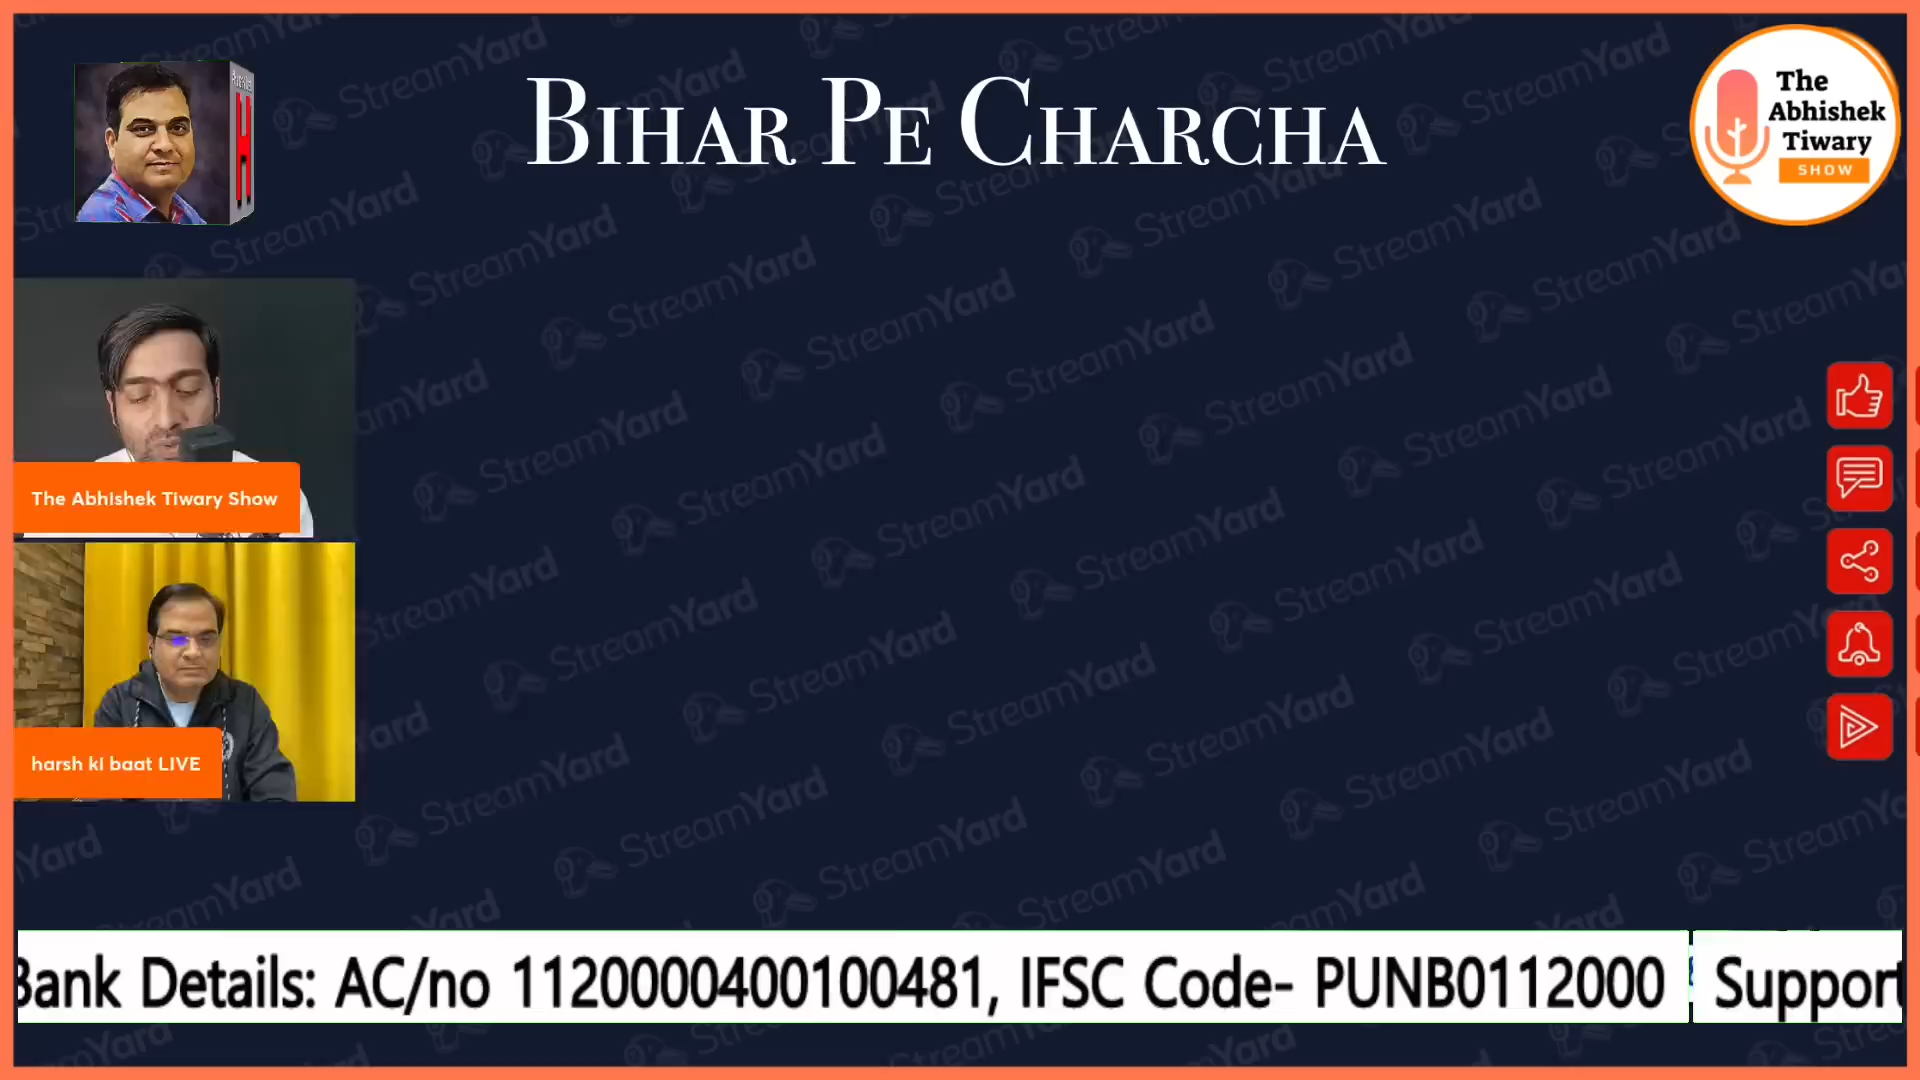 BIHAR PE CHARCHA
The
Abhishek
Tiwary
SHOW
The Abhishek Tiwary Show
harsh ki baat LIVE
Bank Details: AC/no 1120000400100481, IFSC Code- PUNB0112000
Support
StreamYard